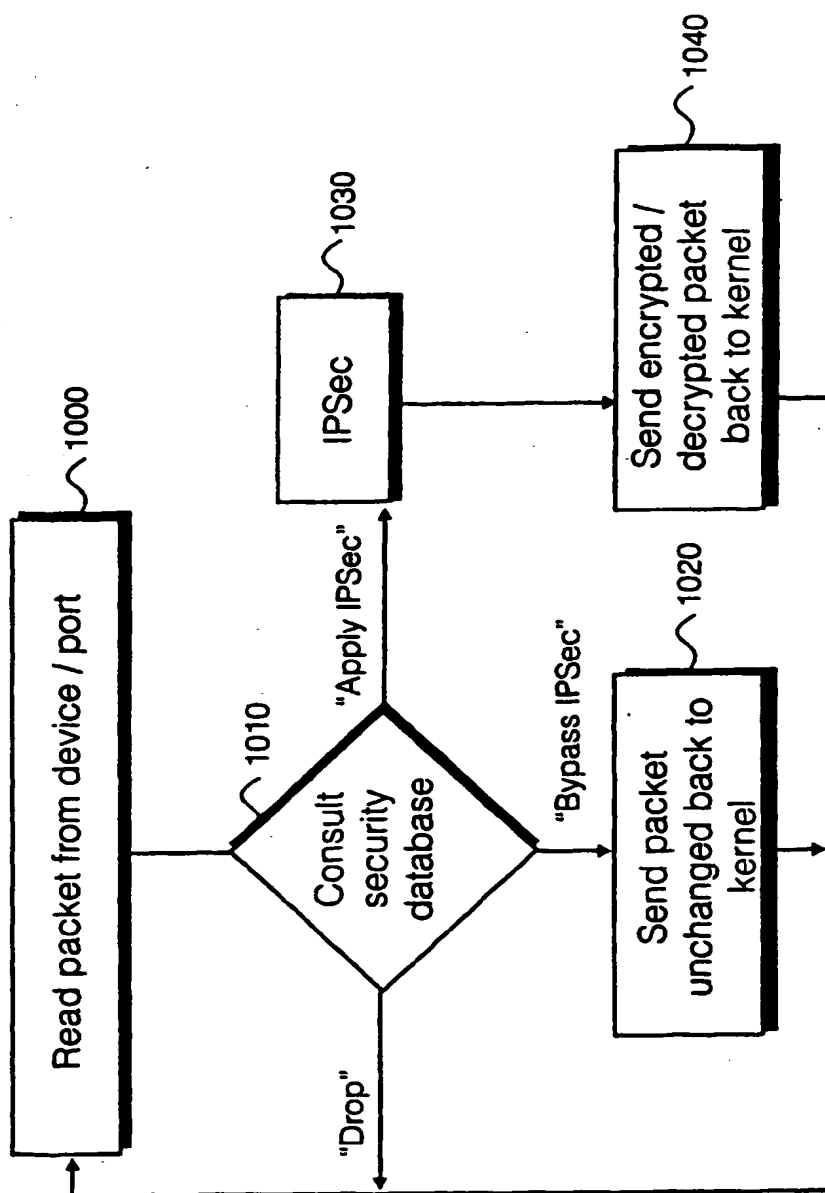 Read packet from device / port
1000
1010
Consult
security
database
"Drop"
"Apply IPSec"
"Bypass IPSec"
IPSec
1030
Send packet
unchanged back to
kernel
1020
Send encrypted /
decrypted packet
back to kernel
1040